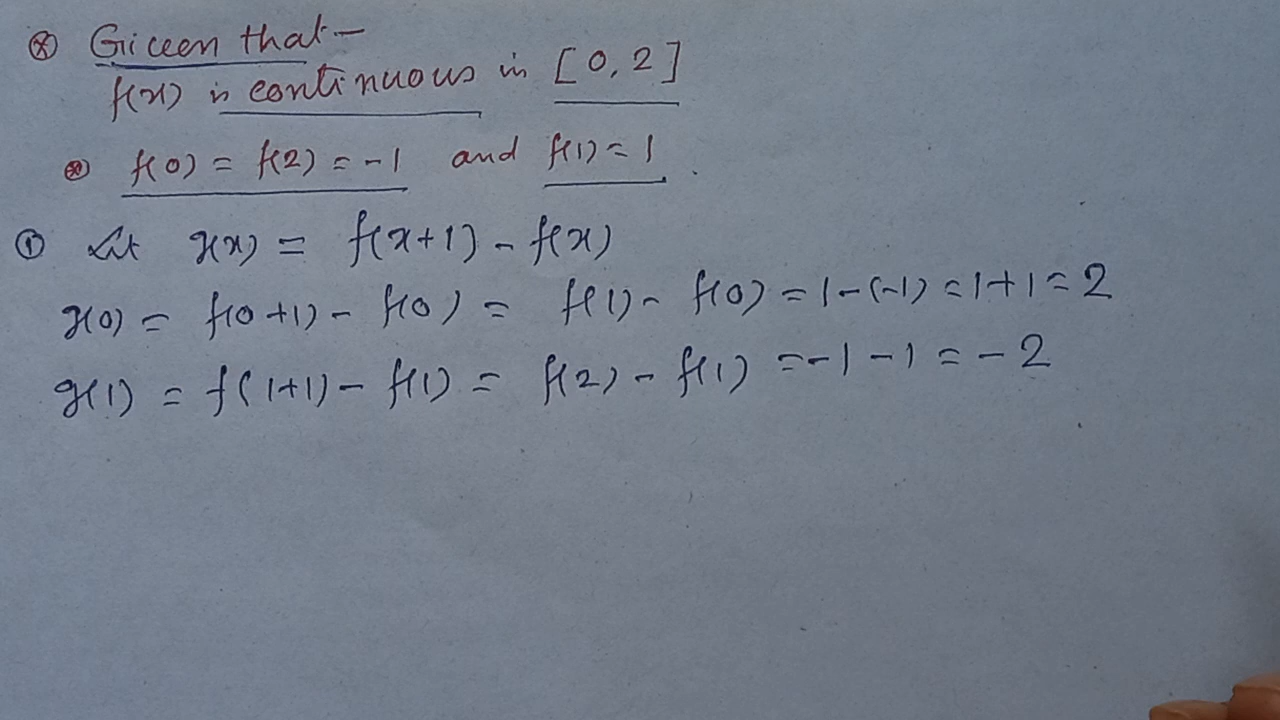 ⊛ Given that —
f(x) is continuous in [0, 2]
⊛ f(0) = f(2) = -1 and f(1) = 1.
① Let g(x) = f(x+1) - f(x)
g(0) = f(0+1) - f(0) = f(1) - f(0) = 1-(-1) = 1+1 = 2
g(1) = f(1+1) - f(1) = f(2) - f(1) = -1 - 1 = - 2